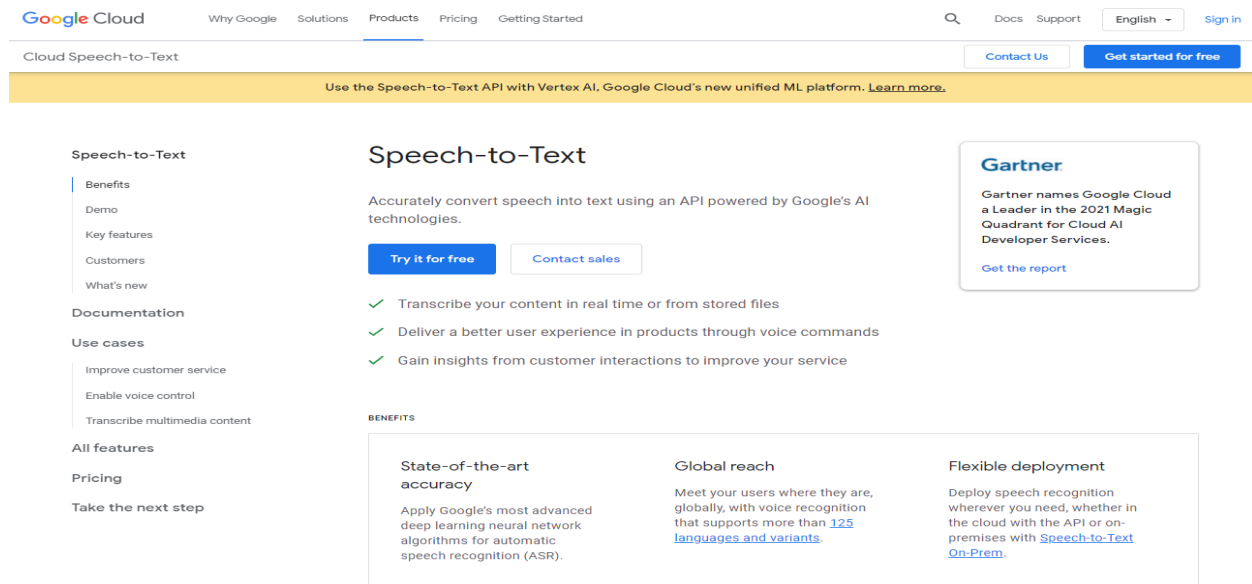 Google Cloud
Why Google Solutions Products Pricing Getting Started
Docs Support English Sign in
Cloud Speech-to-Text
Contact Us Get started for free
Use the Speech-to-Text API with Vertex AI, Google Cloud's new unified ML platform. Learn more.
Speech-to-Text
Benefits
Demo
Key features
Customers
What's new
Documentation
Use cases
Improve customer service
Enable voice control
Transcribe multimedia content
All features
Pricing
Take the next step
Speech-to-Text
Accurately convert speech into text using an API powered by Google's AI
technologies.
Try it for free Contact sales
Transcribe your content in real time or from stored files
Deliver a better user experience in products through voice commands
Gain insights from customer interactions to improve your service
Gartner
Gartner names Google Cloud
a Leader in the 2021 Magic
Quadrant for Cloud AI
Developer Services.
Get the report
BENEFITS
State-of-the-art
accuracy
Apply Google's most advanced
deep learning neural network
algorithms for automatic
speech recognition (ASR).
Global reach
Meet your users where they are,
globally, with voice recognition
that supports more than 125
languages and variants.
Flexible deployment
Deploy speech recognition
wherever you need, whether in
the cloud with the API or on-
premises with Speech-to-Text
On-Prem.